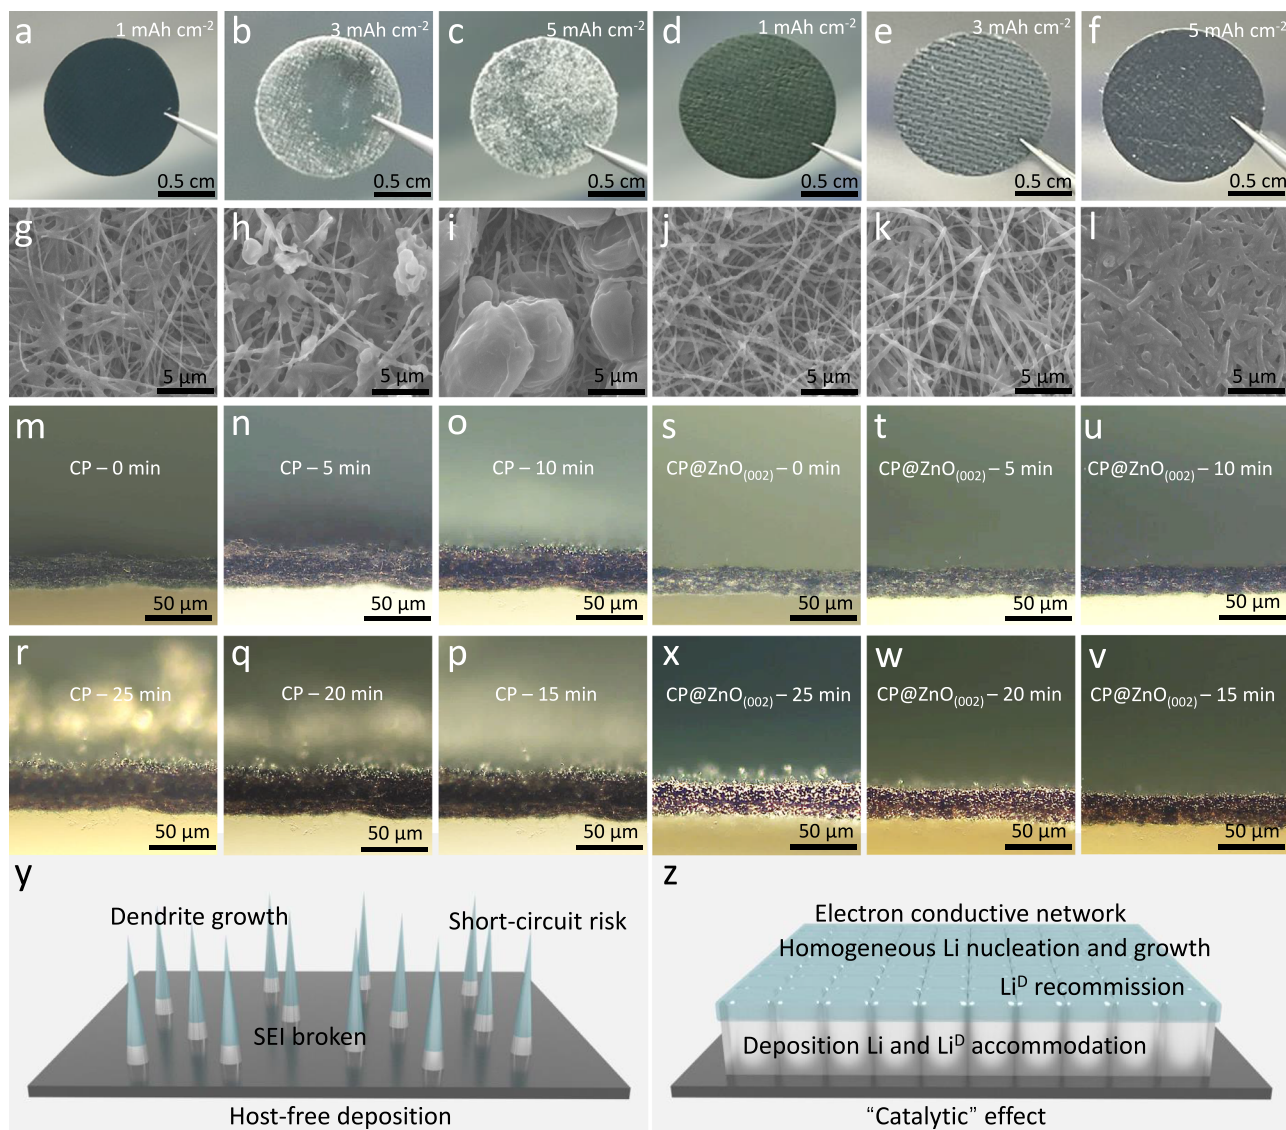 a 1 mAh cm-2
0.5 cm
b 3 mAh cm-2
0.5 cm
c 5 mAh cm-2
0.5 cm
d 1 mAh cm-2
0.5 cm
e 3 mAh cm-2
0.5 cm
f 5 mAh cm-2
0.5 cm
g
5 μm
h
5 μm
i
5 μm
j
5 μm
k
5 μm
l
5 μm
m
CP – 0 min
50 μm
n
CP – 5 min
50 μm
o
CP – 10 min
50 μm
s
CP@ZnO(002) – 0 min
50 μm
t
CP@ZnO(002) – 5 min
50 μm
u
CP@ZnO(002) – 10 min
50 μm
r
CP – 25 min
50 μm
q
CP – 20 min
50 μm
p
CP – 15 min
50 μm
x
CP@ZnO(002) – 25 min
50 μm
w
CP@ZnO(002) – 20 min
50 μm
v
CP@ZnO(002) – 15 min
50 μm
y
Dendrite growth
Short-circuit risk
SEI broken
Host-free deposition
z
Electron conductive network
Homogeneous Li nucleation and growth
LiD recommission
Deposition Li and LiD accommodation
“Catalytic” effect